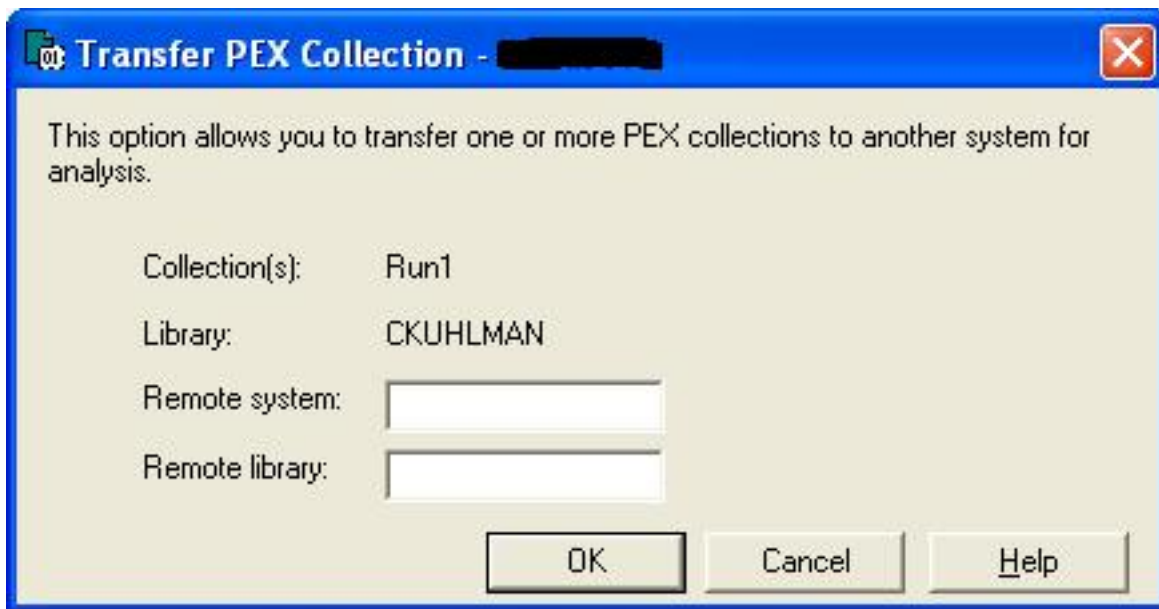 Transfer PEX Collection -
This option allows you to transfer one or more PEX collections to another system for
analysis.
Collection(s): Run1
Library: CKUHLMAN
Remote system:
Remote library:
OK Cancel Help